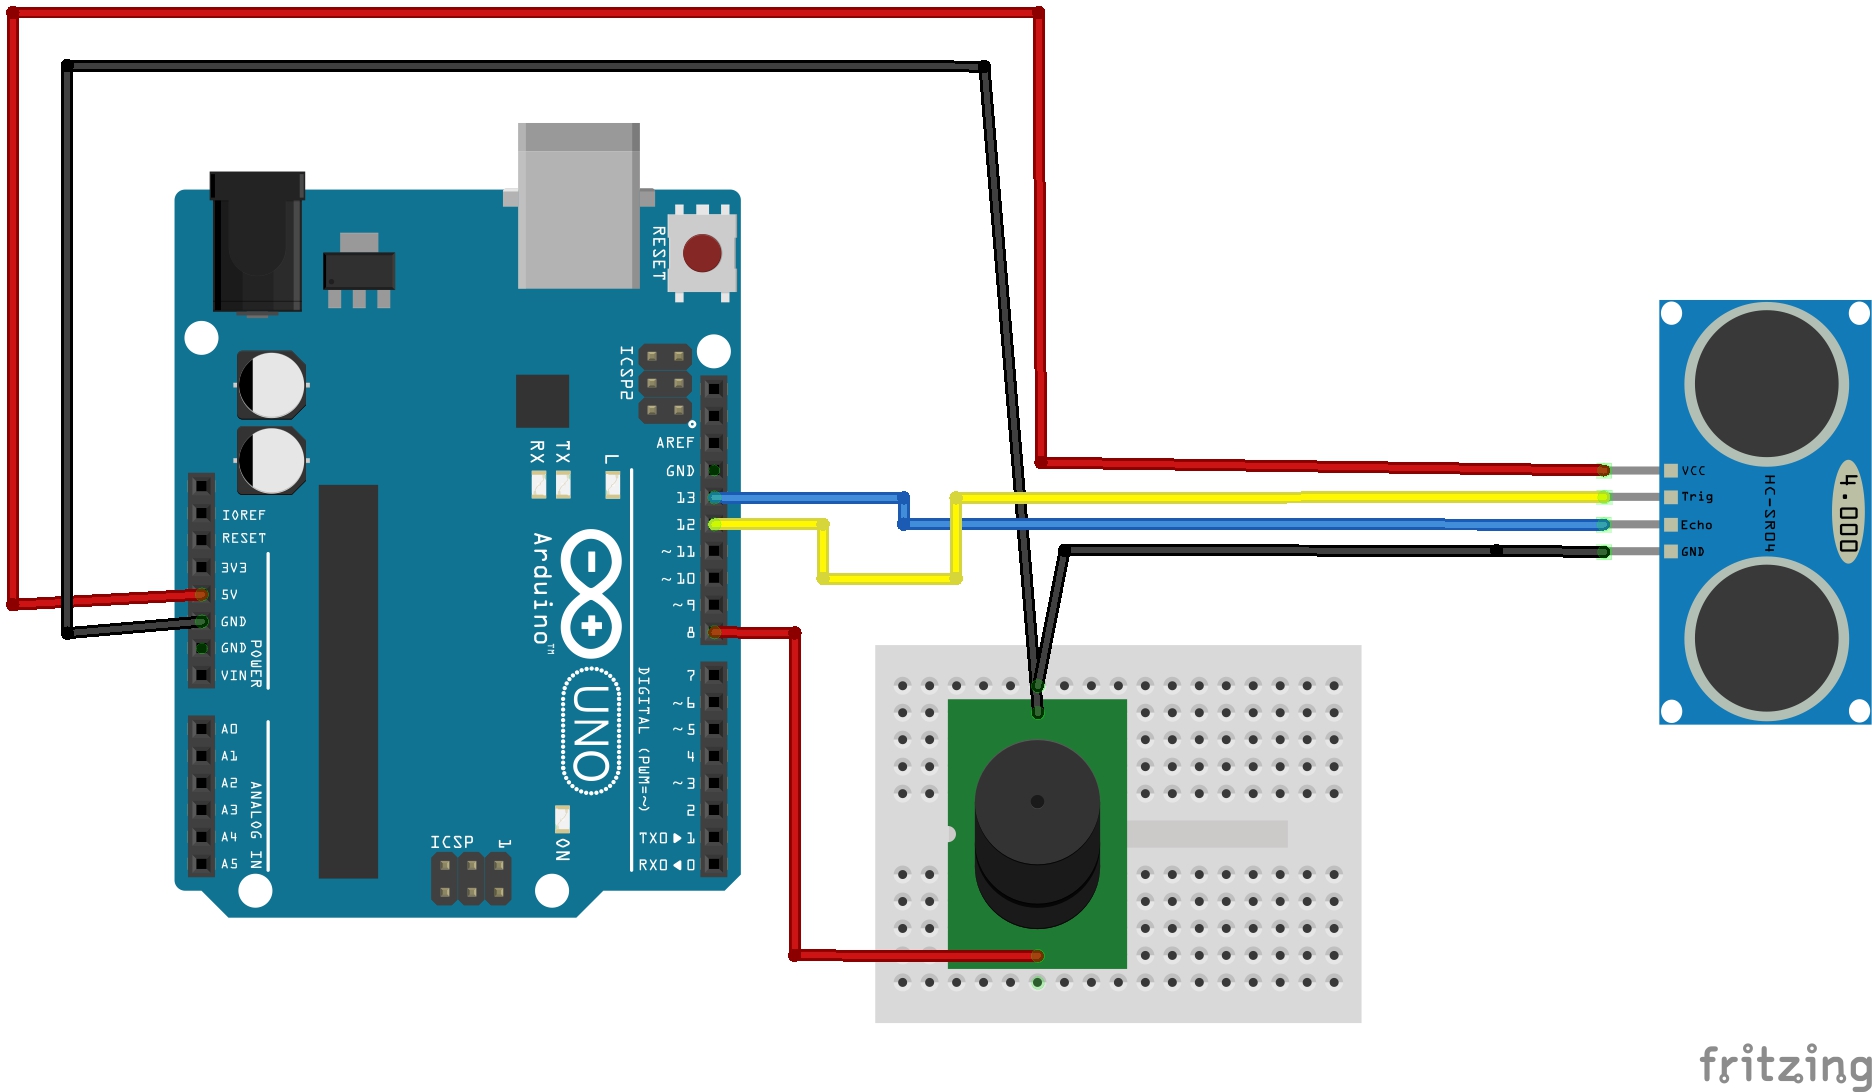 RESET
ICSP2
AREF
GND
13
12
~11
~10
~9
8
RX
TX
L
IOREF
RESET
3V3
5V
GND
GND
VIN
POWER
Arduino™
UNO
DIGITAL (PWM=~)
7
~6
~5
4
~3
2
TX0▶1
RX0◀0
A0
A1
A2
A3
A4
A5
ANALOG IN
ICSP
1
ON
VCC
Trig
Echo
GND
HC-SR04
4.000
fritzing